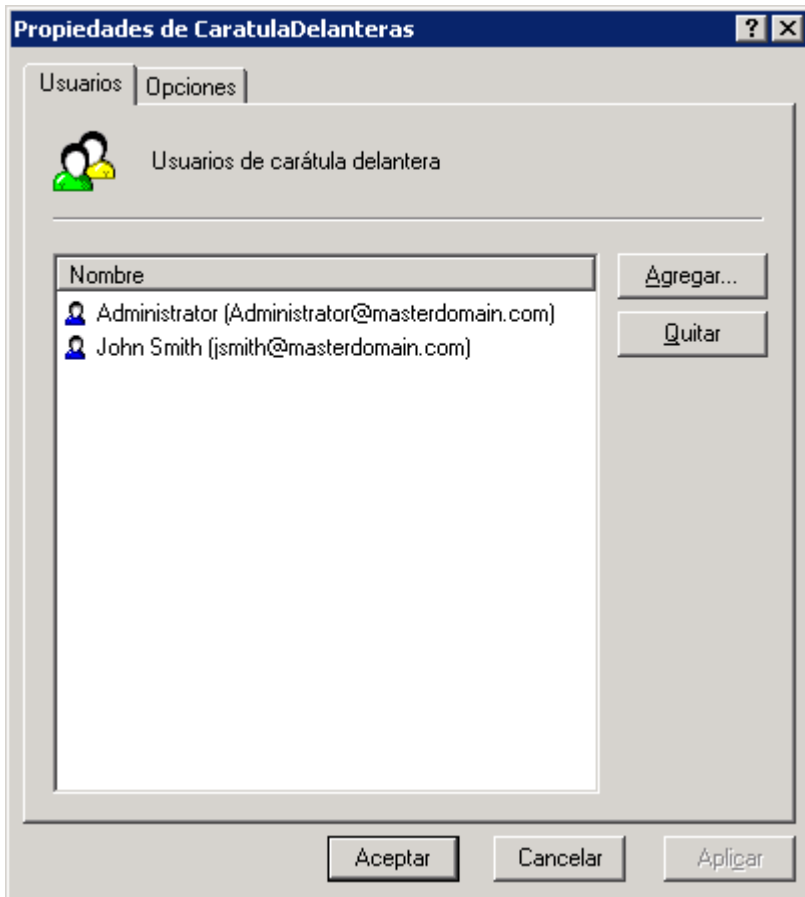 Propiedades de CaratulaDelanteras
Usuarios
Opciones
Usuarios de carátula delantera
Nombre
Agregar...
Administrator (Administrator@masterdomain.com)
John Smith (jsmith@masterdomain.com)
Quitar
Aceptar
Cancelar
Aplicar